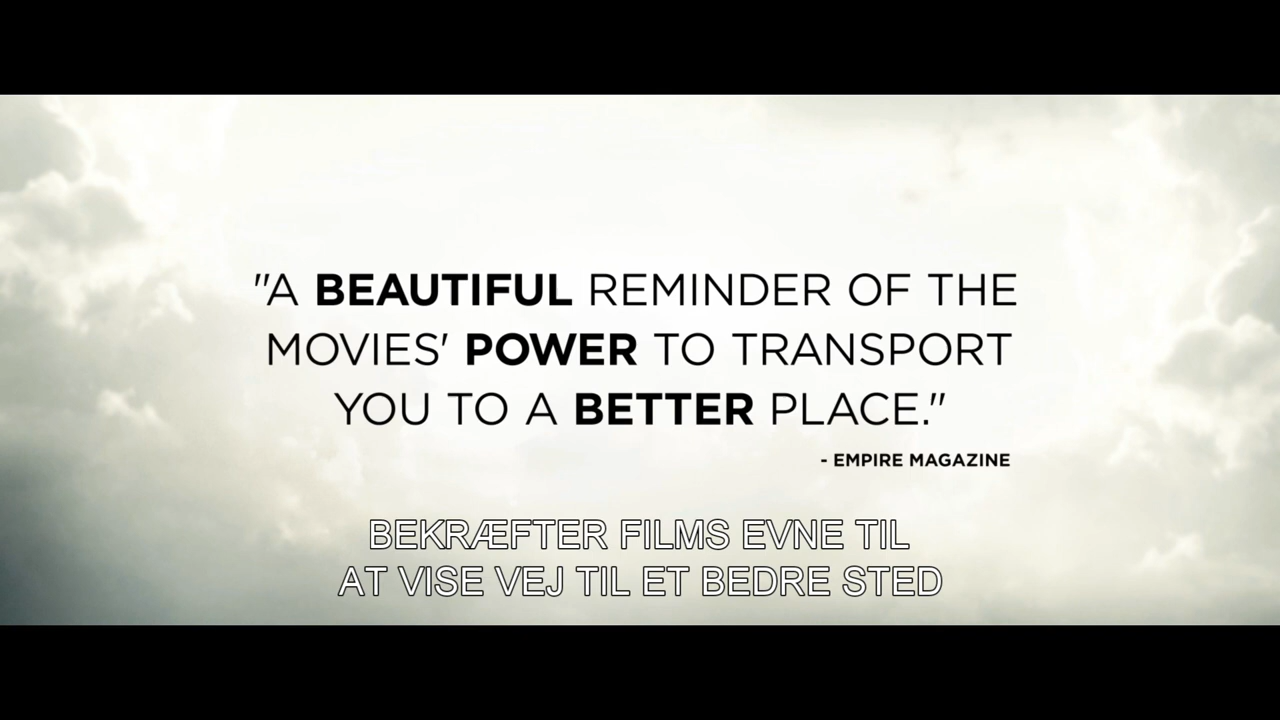 "A BEAUTIFUL REMINDER OF THE
MOVIES' POWER TO TRANSPORT
YOU TO A BETTER PLACE."
- EMPIRE MAGAZINE
BEKRÆFTER FILMS EVNE TIL
AT VISE VEJ TIL ET BEDRE STED